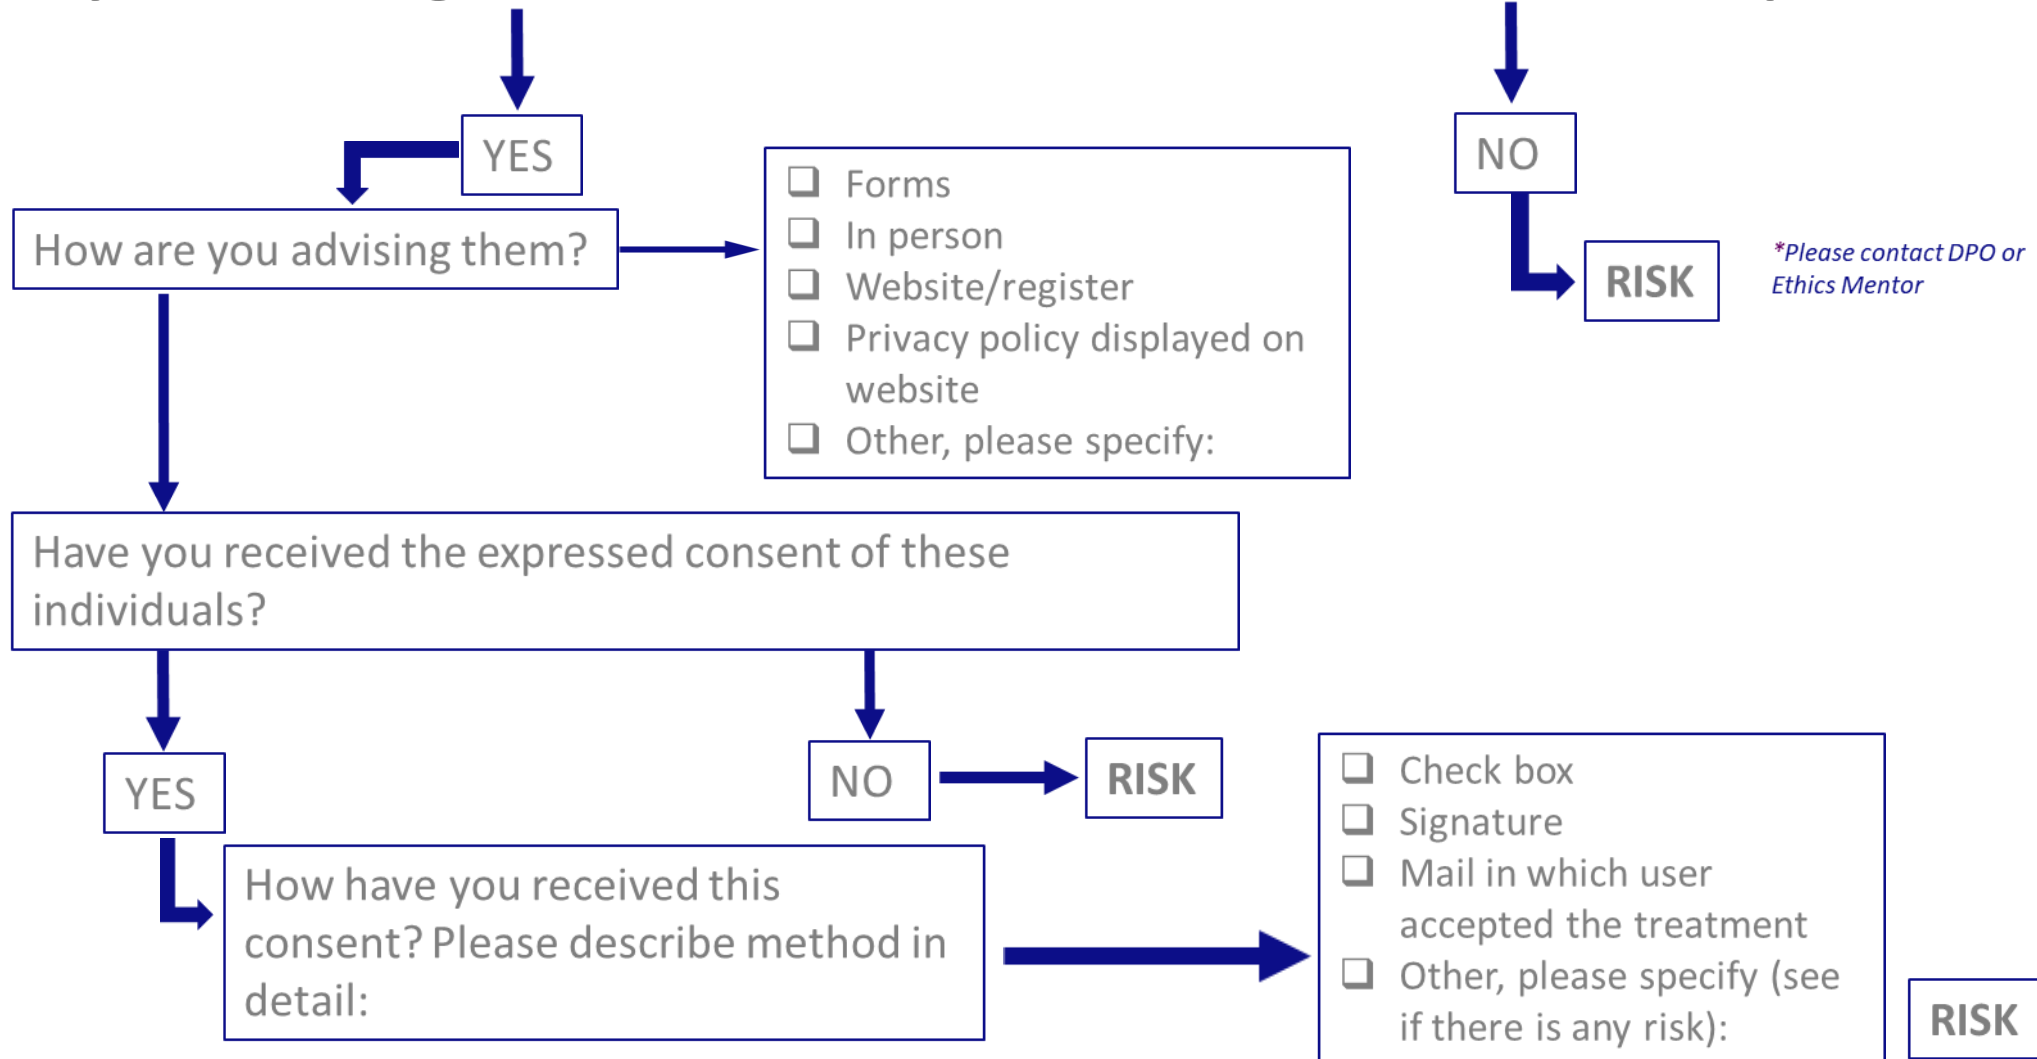 YES
NO
How are you advising them?
❑ Forms
❑ In person
❑ Website/register
❑ Privacy policy displayed on
website
❑ Other, please specify:
RISK
*Please contact DPO or
Ethics Mentor
Have you received the expressed consent of these
individuals?
YES
NO
RISK
How have you received this
consent? Please describe method in
detail:
❑ Check box
❑ Signature
❑ Mail in which user
accepted the treatment
❑ Other, please specify (see
if there is any risk):
RISK